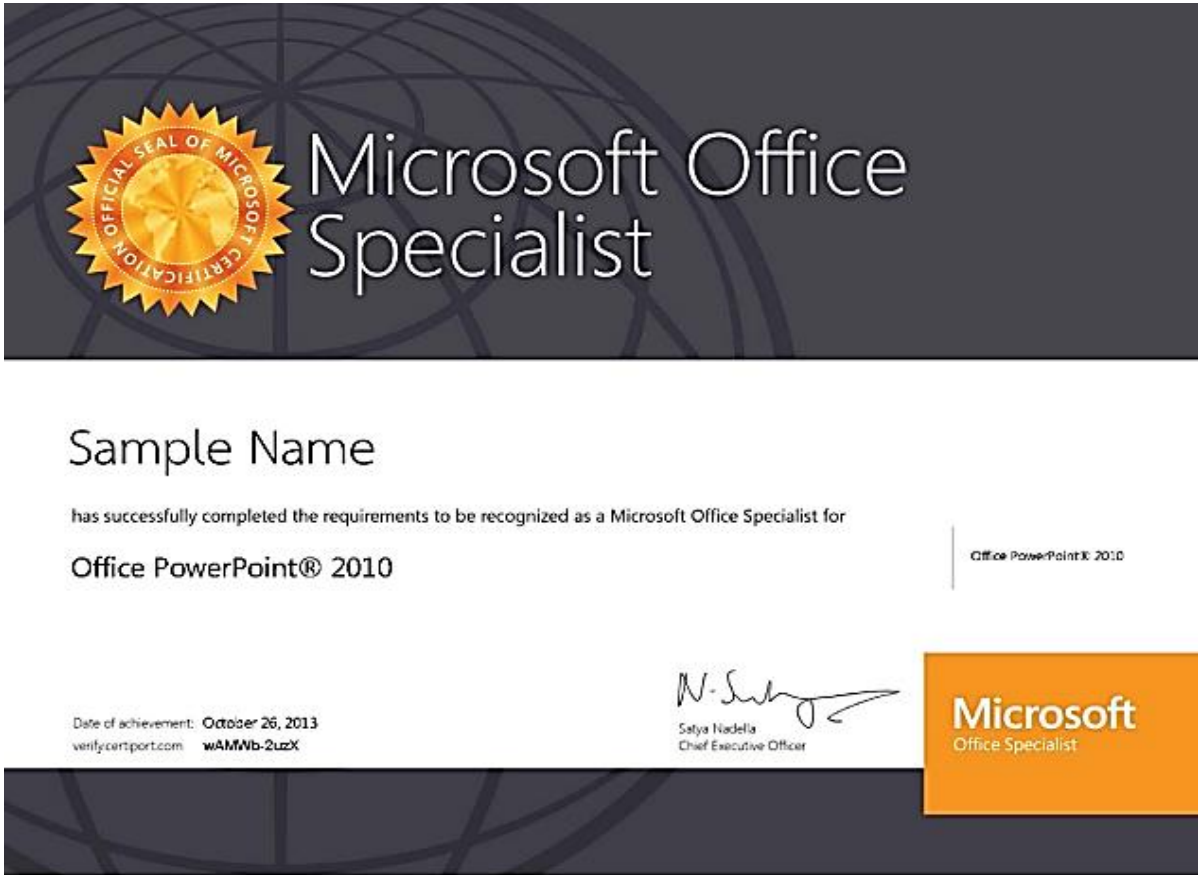 OFFICIAL SEAL OF MICROSOFT CERTIFICATION
Microsoft Office
Specialist
Sample Name
has successfully completed the requirements to be recognized as a Microsoft Office Specialist for
Office PowerPoint® 2010
Office PowerPoint® 2010
Date of achievement: October 26, 2013
verify.certport.com wAMWb-2uzX
Satya Nadella
Chief Executive Officer
Microsoft
Office Specialist